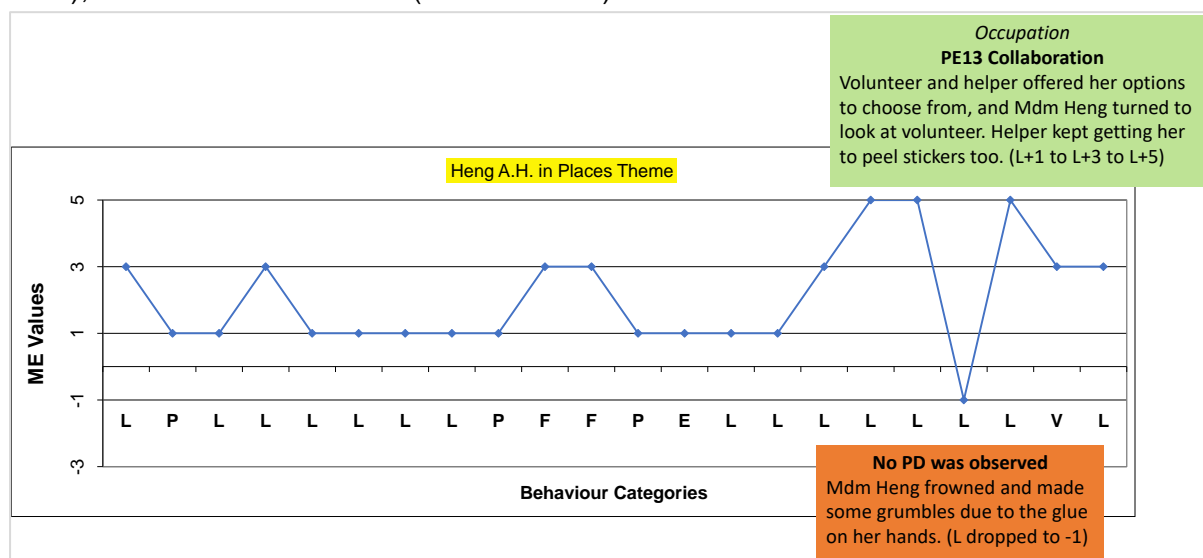 Occupation
PE13 Collaboration
Volunteer and helper offered her options
to choose from, and Mdm Heng turned to
look at volunteer. Helper kept getting her
to peel stickers too. (L+1 to L+3 to L+5)
Heng A.H. in Places Theme
ME Values
5
3
1
-1
-3
L P L L L L L L P F F P E L L L L L L L V L
Behaviour Categories
No PD was observed
Mdm Heng frowned and made
some grumbles due to the glue
on her hands. (L dropped to -1)